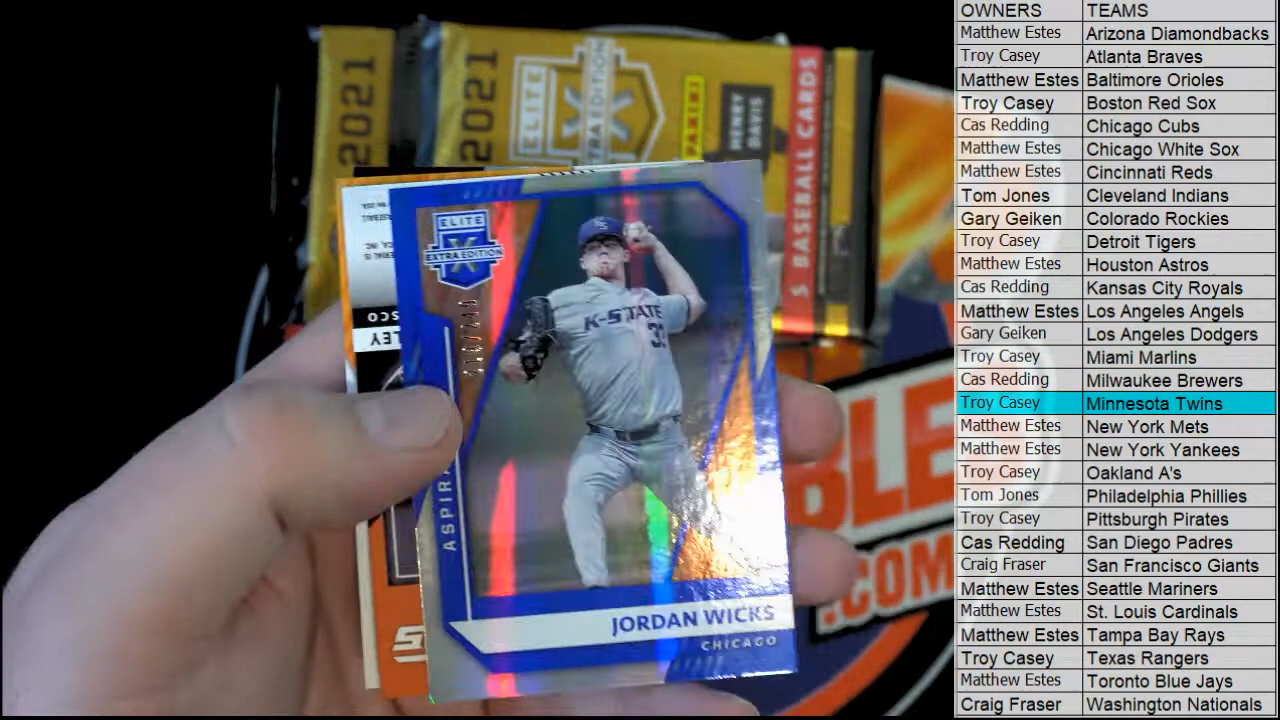 2021
2021
ELITE
EXTRA EDITION
PANINI
HENRY
DAVIS
BASEBALL CARDS
ELITE
EXTRA EDITION
K-STATE
JORDAN WICKS
CHICAGO
OWNERS TEAMS
Matthew Estes Arizona Diamondbacks
Troy Casey Atlanta Braves
Matthew Estes Baltimore Orioles
Troy Casey Boston Red Sox
Cas Redding Chicago Cubs
Matthew Estes Chicago White Sox
Matthew Estes Cincinnati Reds
Tom Jones Cleveland Indians
Gary Geiken Colorado Rockies
Troy Casey Detroit Tigers
Matthew Estes Houston Astros
Cas Redding Kansas City Royals
Matthew Estes Los Angeles Angels
Gary Geiken Los Angeles Dodgers
Troy Casey Miami Marlins
Cas Redding Milwaukee Brewers
Troy Casey Minnesota Twins
Matthew Estes New York Mets
Matthew Estes New York Yankees
Troy Casey Oakland A's
Tom Jones Philadelphia Phillies
Troy Casey Pittsburgh Pirates
Cas Redding San Diego Padres
Craig Fraser San Francisco Giants
Matthew Estes Seattle Mariners
Matthew Estes St. Louis Cardinals
Matthew Estes Tampa Bay Rays
Troy Casey Texas Rangers
Matthew Estes Toronto Blue Jays
Craig Fraser Washington Nationals